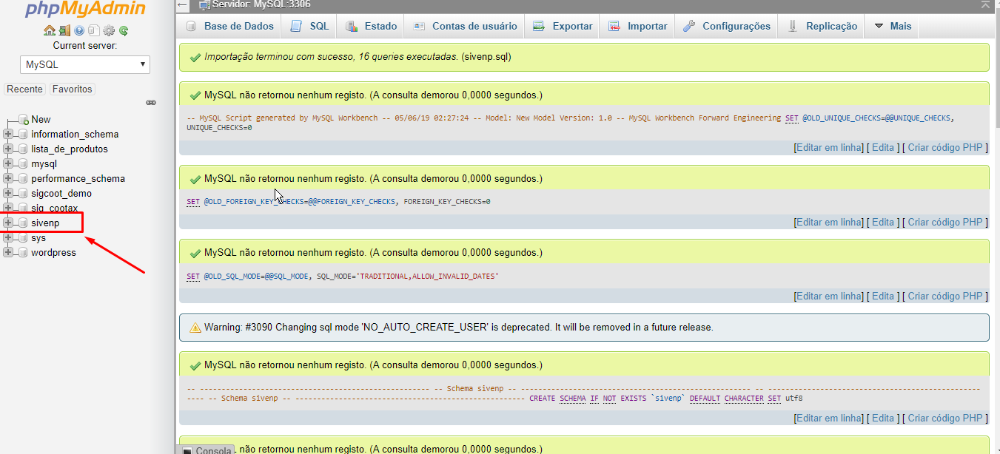 phpMyAdmin
Current server:
MySQL
Recente Favoritos
New
information_schema
lista_de_produtos
mysql
performance_schema
sigcoot_demo
sig_cootax
sivenp
sys
wordpress
Servidor: MySQL:3306
Base de Dados SQL Estado Contas de usuário Exportar Importar Configurações Replicação Mais
Importação terminou com sucesso, 16 queries executadas. (sivenp.sql)
MySQL não retornou nenhum registo. (A consulta demorou 0,0000 segundos.)
-- MySQL Script generated by MySQL Workbench -- 05/06/19 02:27:24 -- Model: New Model Version: 1.0 -- MySQL Workbench Forward Engineering SET @OLD_UNIQUE_CHECKS=@@UNIQUE_CHECKS,
UNIQUE_CHECKS=0
[Editar em linha] [ Edita ] [ Criar código PHP ]
MySQL não retornou nenhum registo. (A consulta demorou 0,0000 segundos.)
SET @OLD_FOREIGN_KEY_CHECKS=@@FOREIGN_KEY_CHECKS, FOREIGN_KEY_CHECKS=0
[Editar em linha] [ Edita ] [ Criar código PHP ]
MySQL não retornou nenhum registo. (A consulta demorou 0,0000 segundos.)
SET @OLD_SQL_MODE=@@SQL_MODE, SQL_MODE='TRADITIONAL,ALLOW_INVALID_DATES'
[Editar em linha] [ Edita ] [ Criar código PHP ]
Warning: #3090 Changing sql mode 'NO_AUTO_CREATE_USER' is deprecated. It will be removed in a future release.
MySQL não retornou nenhum registo. (A consulta demorou 0,0000 segundos.)
-- ----------------------------------------------------- -- Schema sivenp -- ----------------------------------------------------- -- -------------------------------------------------
---- -- Schema sivenp -- ----------------------------------------------------- CREATE SCHEMA IF NOT EXISTS `sivenp` DEFAULT CHARACTER SET utf8
[Editar em linha] [ Edita ] [ Criar código PHP ]
Consola não retornou nenhum registo. (A consulta demorou 0,0000 segundos.)